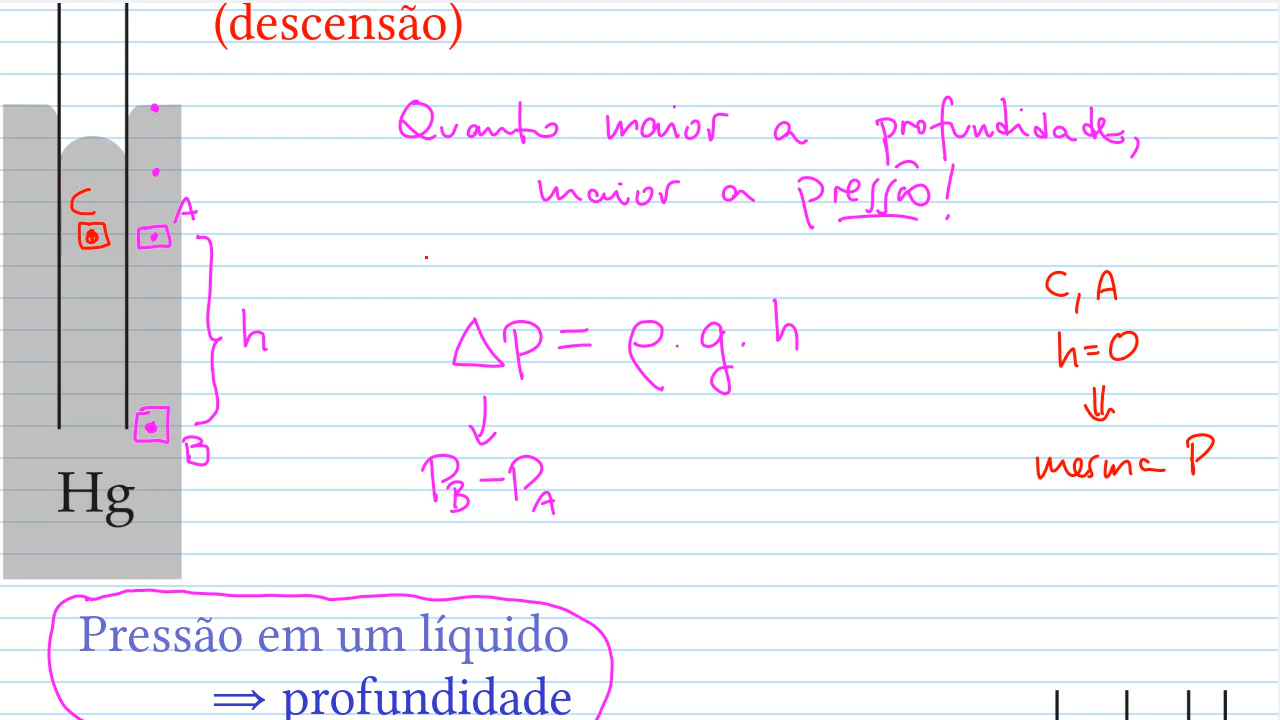 (descensão)
Quanto maior a profundidade,
maior a pressão!
C
A
C, A
h
ΔP = ρ.g.h
h=0
⇓
mesma P
↓
B
P_B - P_A
Hg
Pressão em um líquido
⟹ profundidade